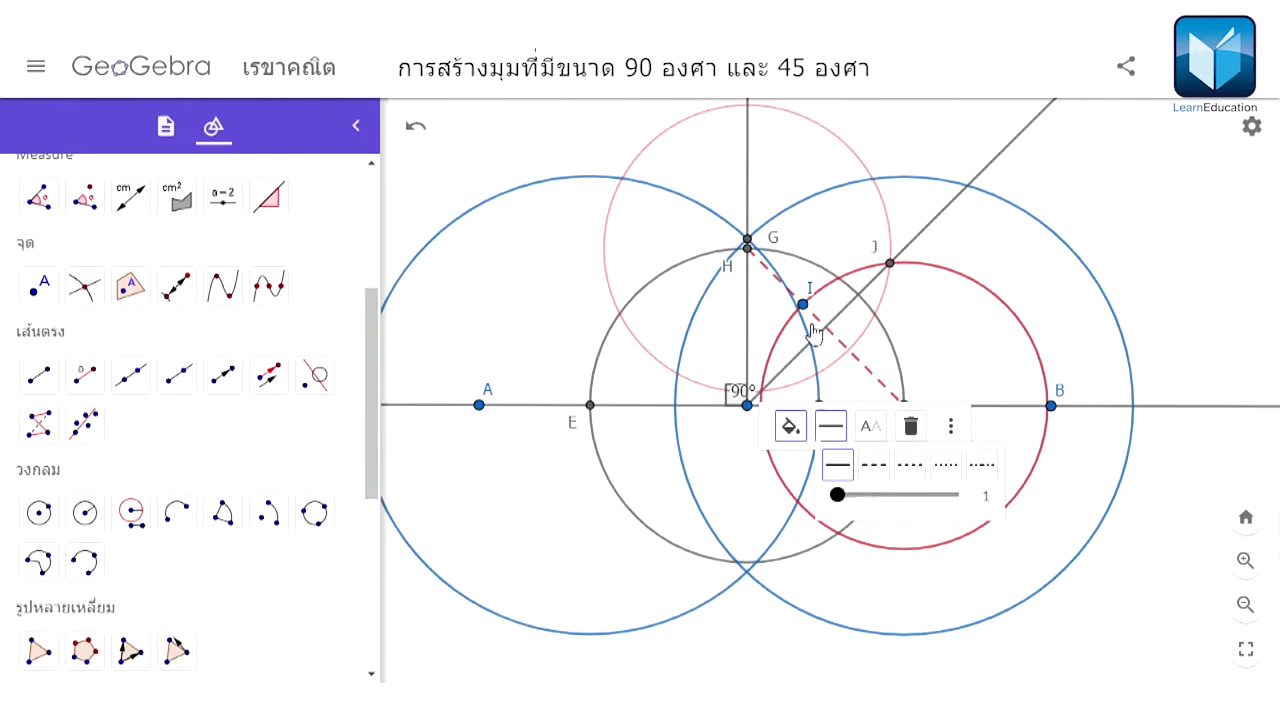 GeoGebra เรขาคณิต
การสร้างมุมที่มีขนาด 90 องศา และ 45 องศา
LearnEducation
Measure
cm
cm²
a=2
จุด
A
เส้นตรง
a
วงกลม
รูปหลายเหลี่ยม
G
H
J
I
A
90°
B
E
AA
1